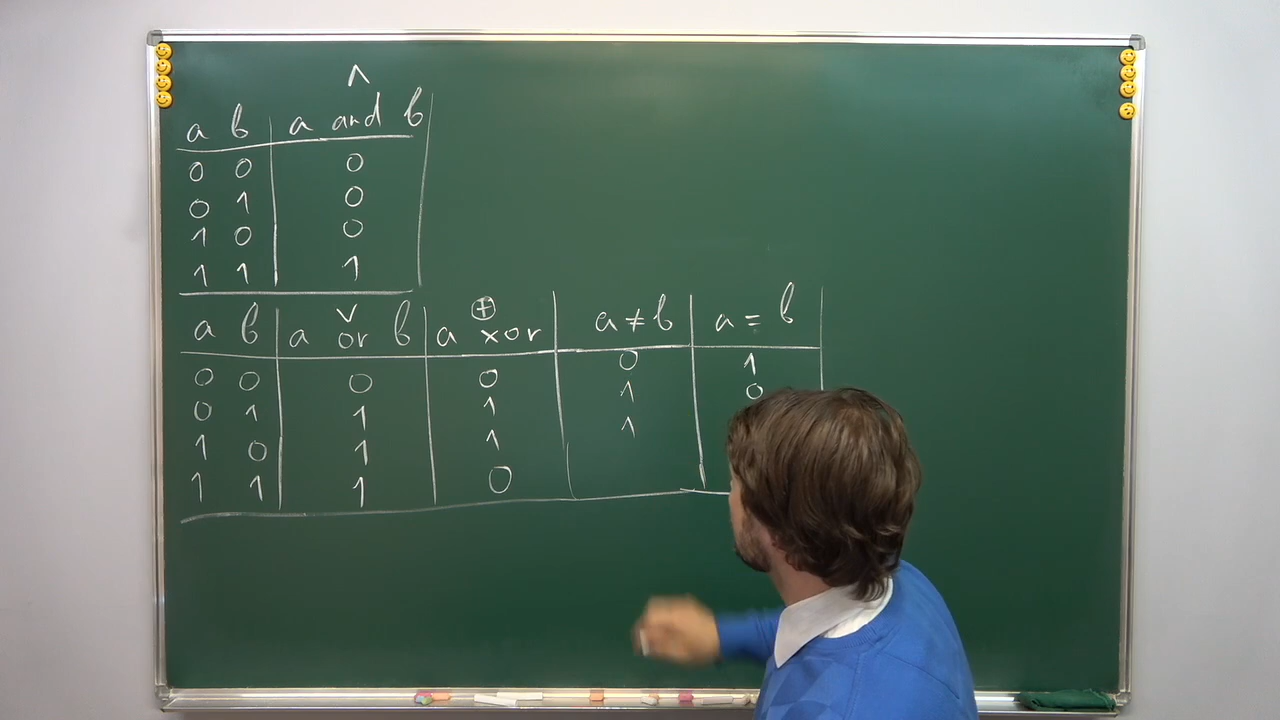 ∧
a b a and b
0 0 0
0 1 0
1 0 0
1 1 1
∨ ⊕
a b a or b a xor a ≠ b a = b
0 0 0 0 0 1
0 1 1 1 1 0
1 0 1 1 1
1 1 1 0